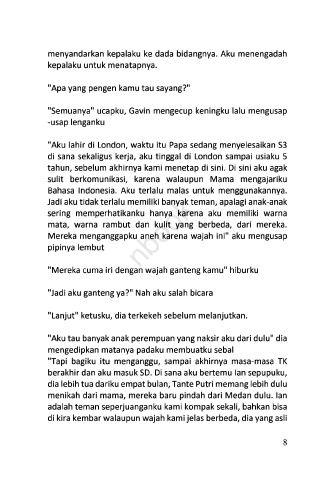 menyandarkan kepalaku ke dada bidangnya. Aku menengadah
kepalaku untuk menatapnya.
"Apa yang pengen kamu tau sayang?"
"Semuanya" ucapku, Gavin mengecup keningku lalu mengusap
-usap lenganku
"Aku lahir di London, waktu itu Papa sedang menyelesaikan S3
di sana sekaligus kerja, aku tinggal di London sampai usiaku 5
tahun, sebelum akhirnya kami menetap di sini. Di sini aku agak
sulit berkomunikasi, karena walaupun Mama mengajariku
Bahasa Indonesia. Aku terlalu malas untuk menggunakannya.
Jadi aku tidak terlalu memiliki banyak teman, apalagi anak-anak
sering memperhatikanku hanya karena aku memiliki warna
mata, warna rambut dan kulit yang berbeda, dari mereka.
Mereka menganggapku aneh karena wajah ini" aku mengusap
pipinya lembut
"Mereka cuma iri dengan wajah ganteng kamu" hiburku
"Jadi aku ganteng ya?" Nah aku salah bicara
"Lanjut" ketusku, dia terkekeh sebelum melanjutkan.
"Aku tau banyak anak perempuan yang naksir aku dari dulu" dia
mengedipkan matanya padaku membuatku sebal
"Tapi bagiku itu menganggu, sampai akhirnya masa-masa TK
berakhir dan aku masuk SD. Di sana aku bertemu Ian sepupuku,
dia lebih tua dariku empat bulan, Tante Putri memang lebih dulu
menikah dari mama, mereka baru pindah dari Medan dulu. Ian
adalah teman seperjuanganku kami kompak sekali, bahkan bisa
di kira kembar walaupun wajah kami jelas berbeda, dia yang asli
8